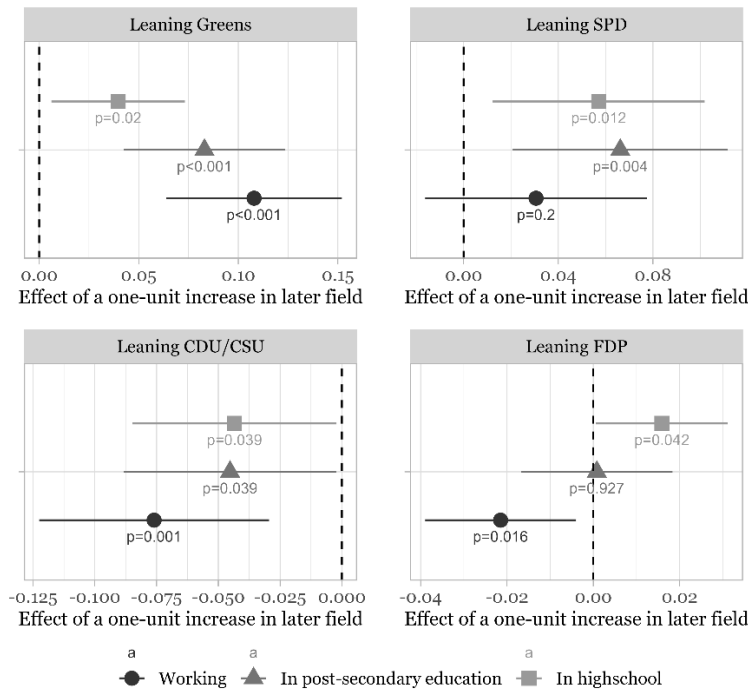 Leaning Greens
p=0.02
p<0.001
p<0.001
0.00 0.05 0.10 0.15
Effect of a one-unit increase in later field
Leaning SPD
p=0.012
p=0.004
p=0.2
0.00 0.04 0.08
Effect of a one-unit increase in later field
Leaning CDU/CSU
p=0.039
p=0.039
p=0.001
-0.125 -0.100 -0.075 -0.050 -0.025 0.000
Effect of a one-unit increase in later field
Leaning FDP
p=0.042
p=0.927
p=0.016
-0.04 -0.02 0.00 0.02
Effect of a one-unit increase in later field
a a a
Working In post-secondary education In highschool